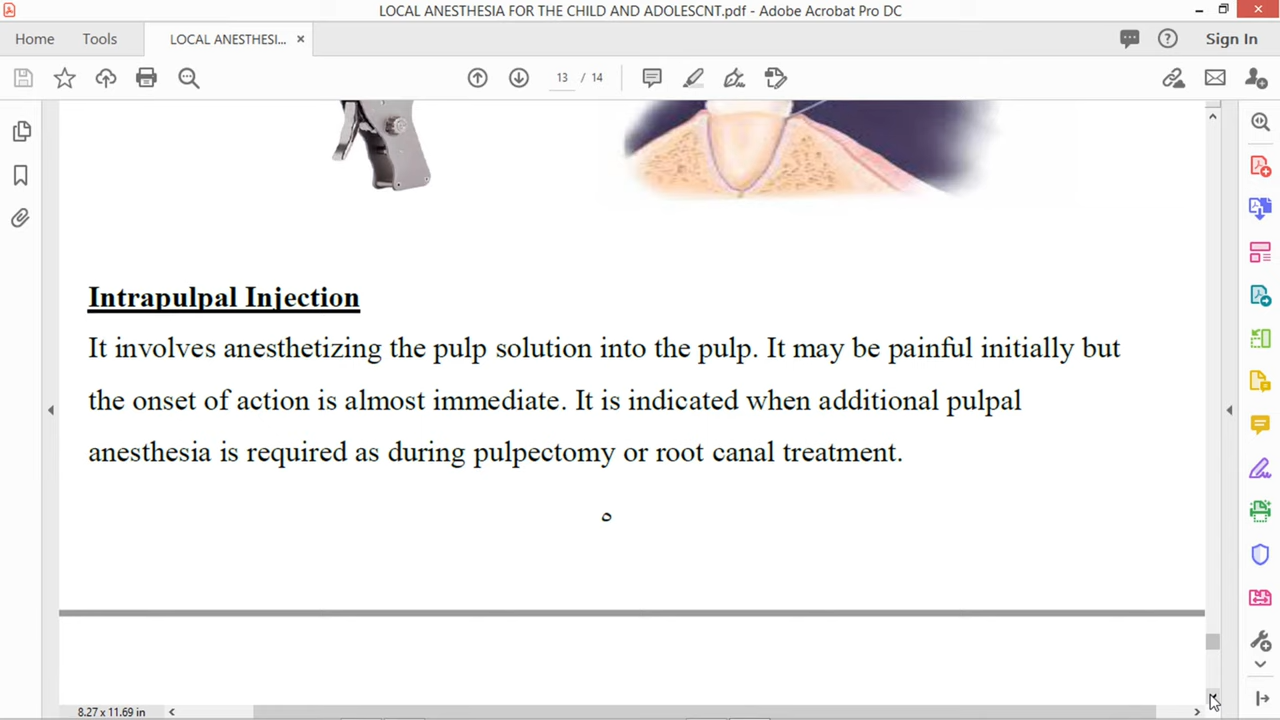 LOCAL ANESTHESIA FOR THE CHILD AND ADOLESCNT.pdf - Adobe Acrobat Pro DC
Home Tools LOCAL ANESTHESI... × Sign In
13 / 14
Intrapulpal Injection
It involves anesthetizing the pulp solution into the pulp. It may be painful initially but
the onset of action is almost immediate. It is indicated when additional pulpal
anesthesia is required as during pulpectomy or root canal treatment.
٥
8.27 x 11.69 in